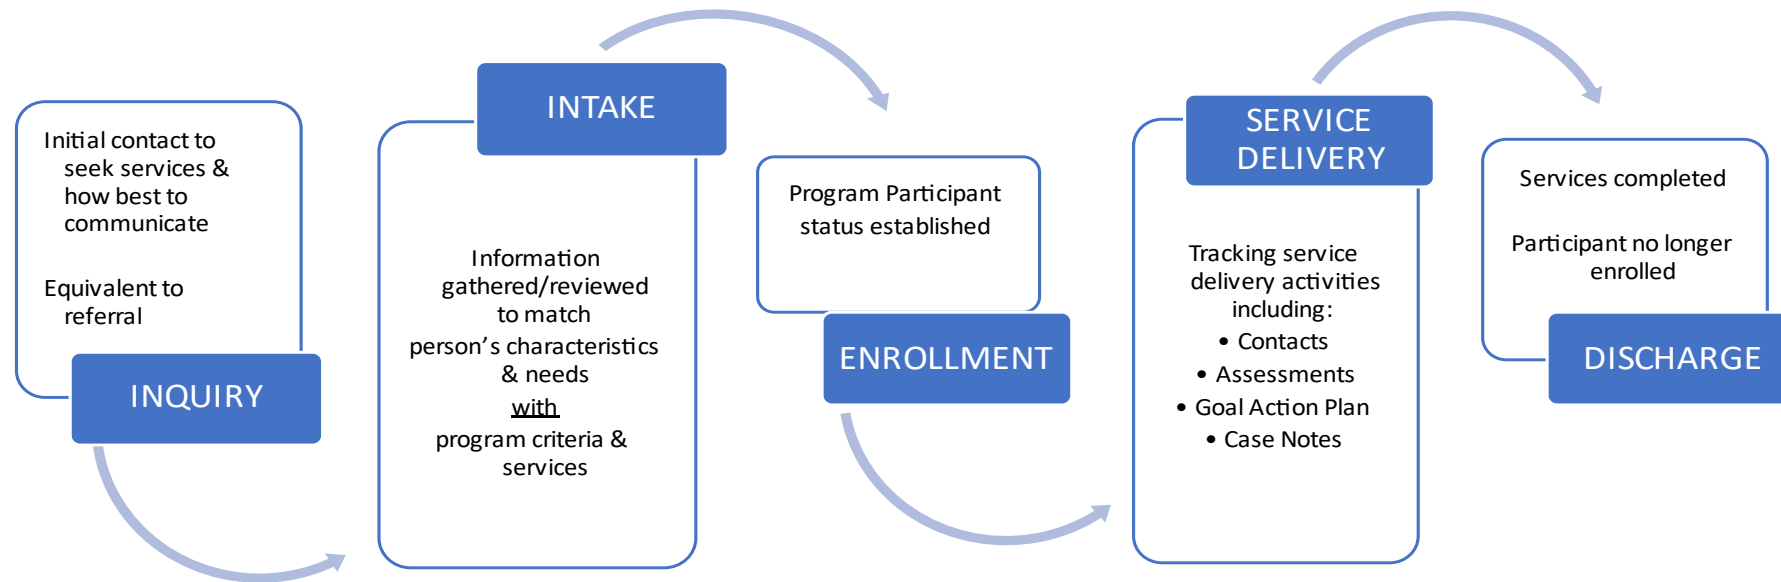 Initial contact to
seek services &
how best to
communicate
Equivalent to
referral
INQUIRY
INTAKE
Information
gathered/reviewed
to match
person’s characteristics
& needs
with
program criteria &
services
Program Participant
status established
ENROLLMENT
SERVICE
DELIVERY
Tracking service
delivery activities
including:
• Contacts
• Assessments
• Goal Action Plan
• Case Notes
Services completed
Participant no longer
enrolled
DISCHARGE